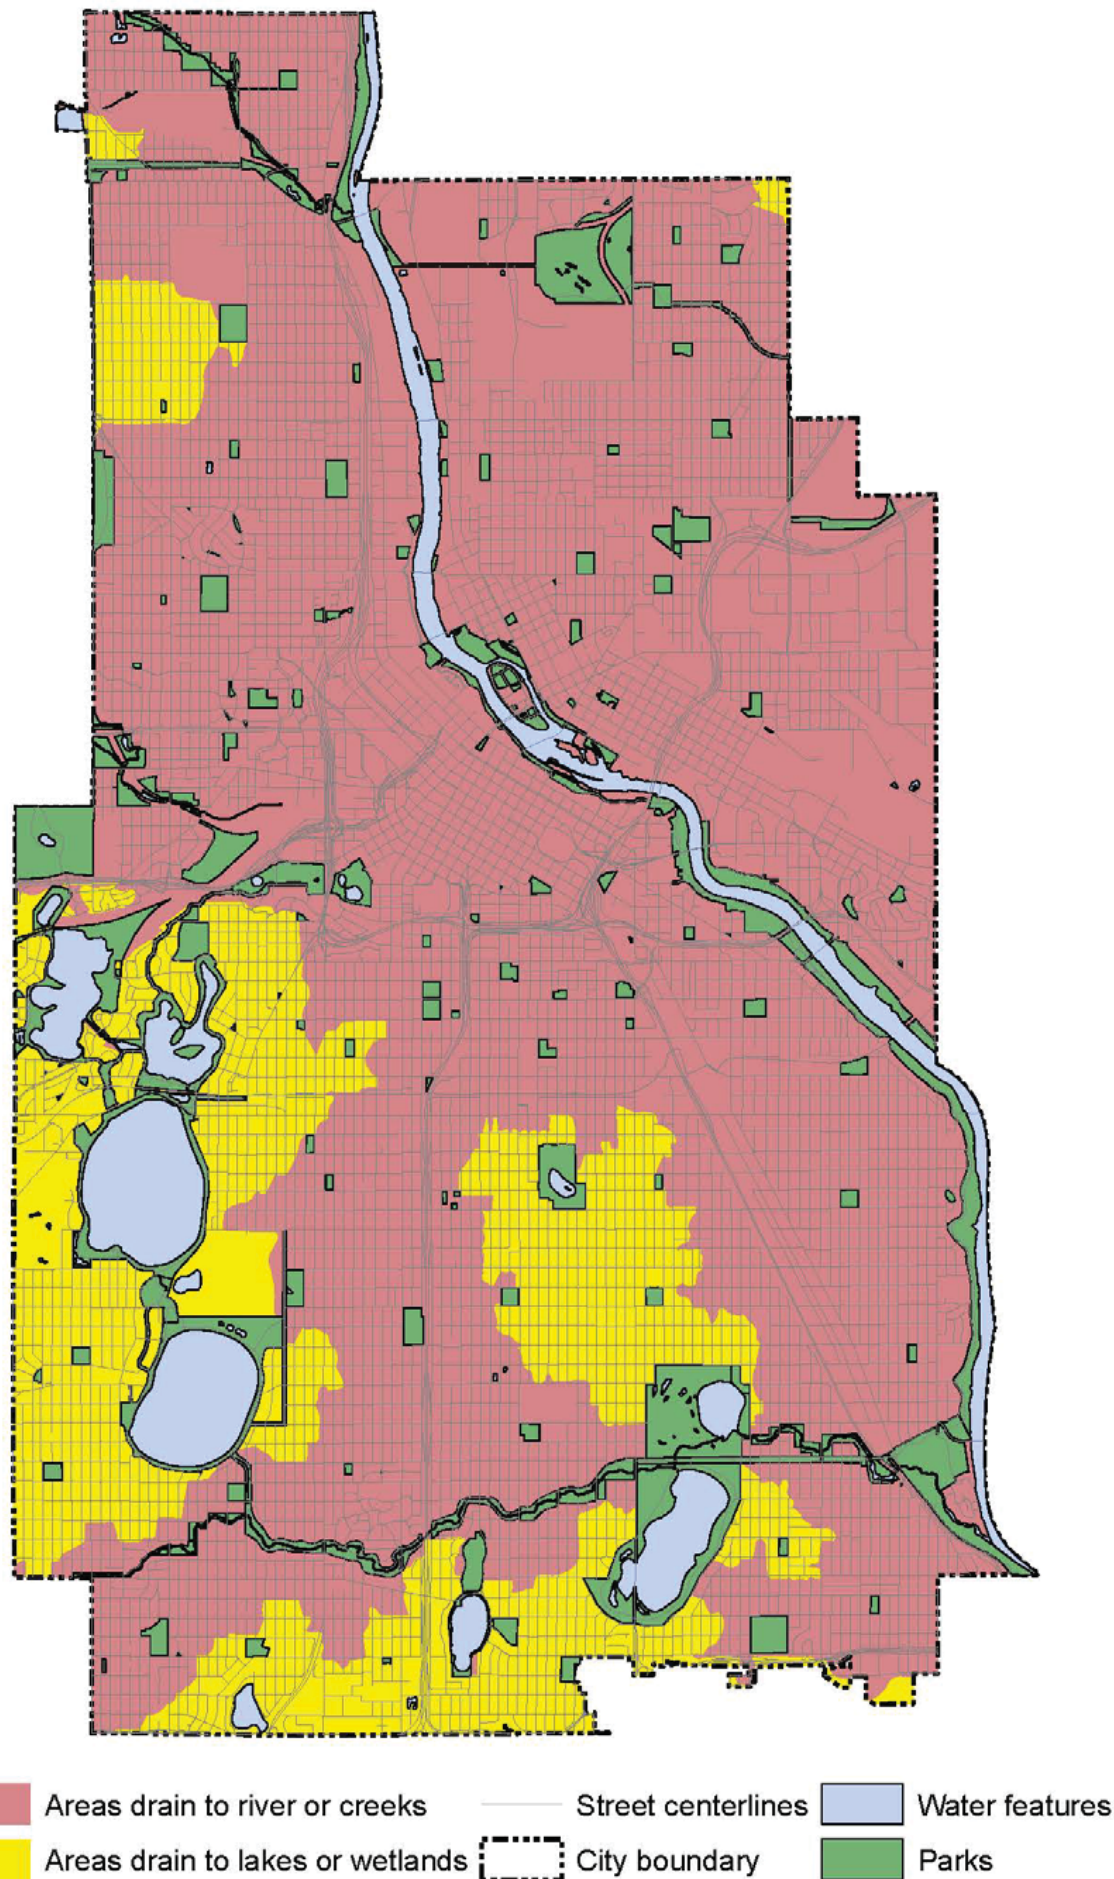 Areas drain to river or creeks Street centerlines Water features
Areas drain to lakes or wetlands City boundary Parks